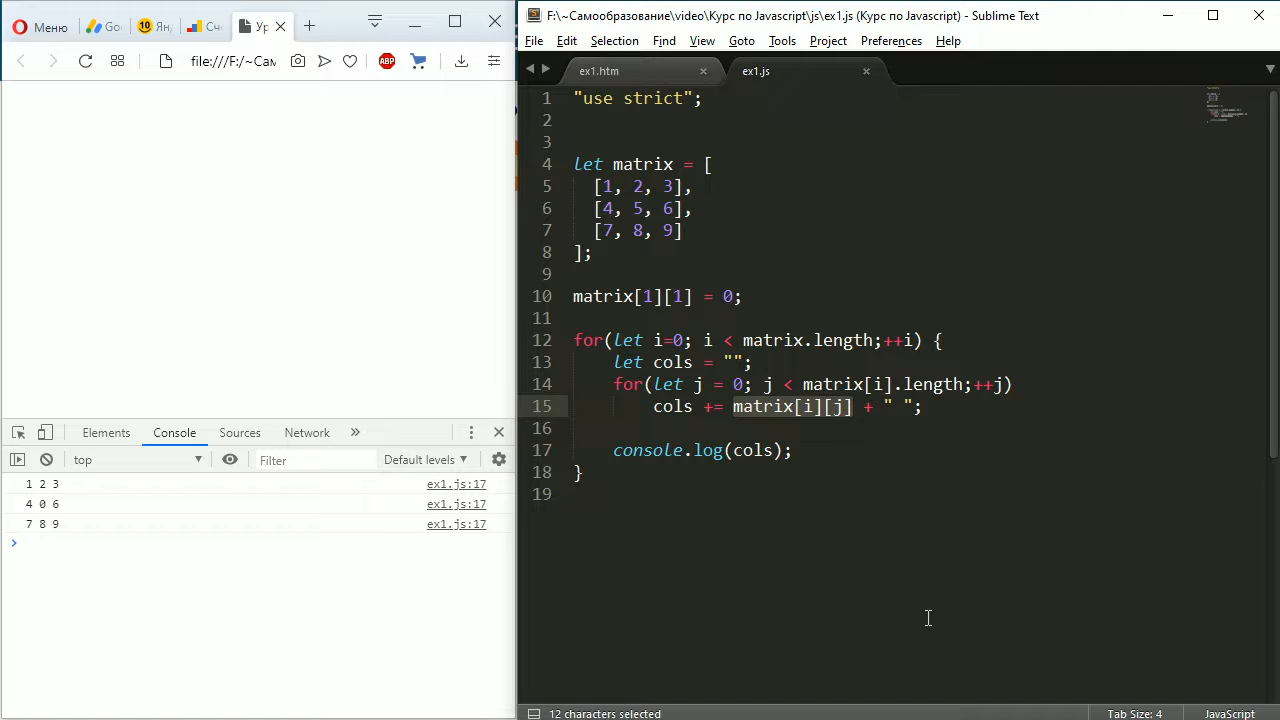 Меню
Goo
Янд
Сче
Ур
F:\~Самообразование\video\Курс по Javascript\js\ex1.js (Курс по Javascript) - Sublime Text
file:///F:/~Сам
ABP
File Edit Selection Find View Goto Tools Project Preferences Help
ex1.htm
ex1.js
1 "use strict";
2
3
4 let matrix = [
5 [1, 2, 3],
6 [4, 5, 6],
7 [7, 8, 9]
8 ];
9
10 matrix[1][1] = 0;
11
12 for(let i=0; i < matrix.length;++i) {
13 let cols = "";
14 for(let j = 0; j < matrix[i].length;++j)
15 cols += matrix[i][j] + " ";
16
17 console.log(cols);
18 }
19
Elements Console Sources Network »
top Filter Default levels
1 2 3 ex1.js:17
4 0 6 ex1.js:17
7 8 9 ex1.js:17
12 characters selected Tab Size: 4 JavaScript